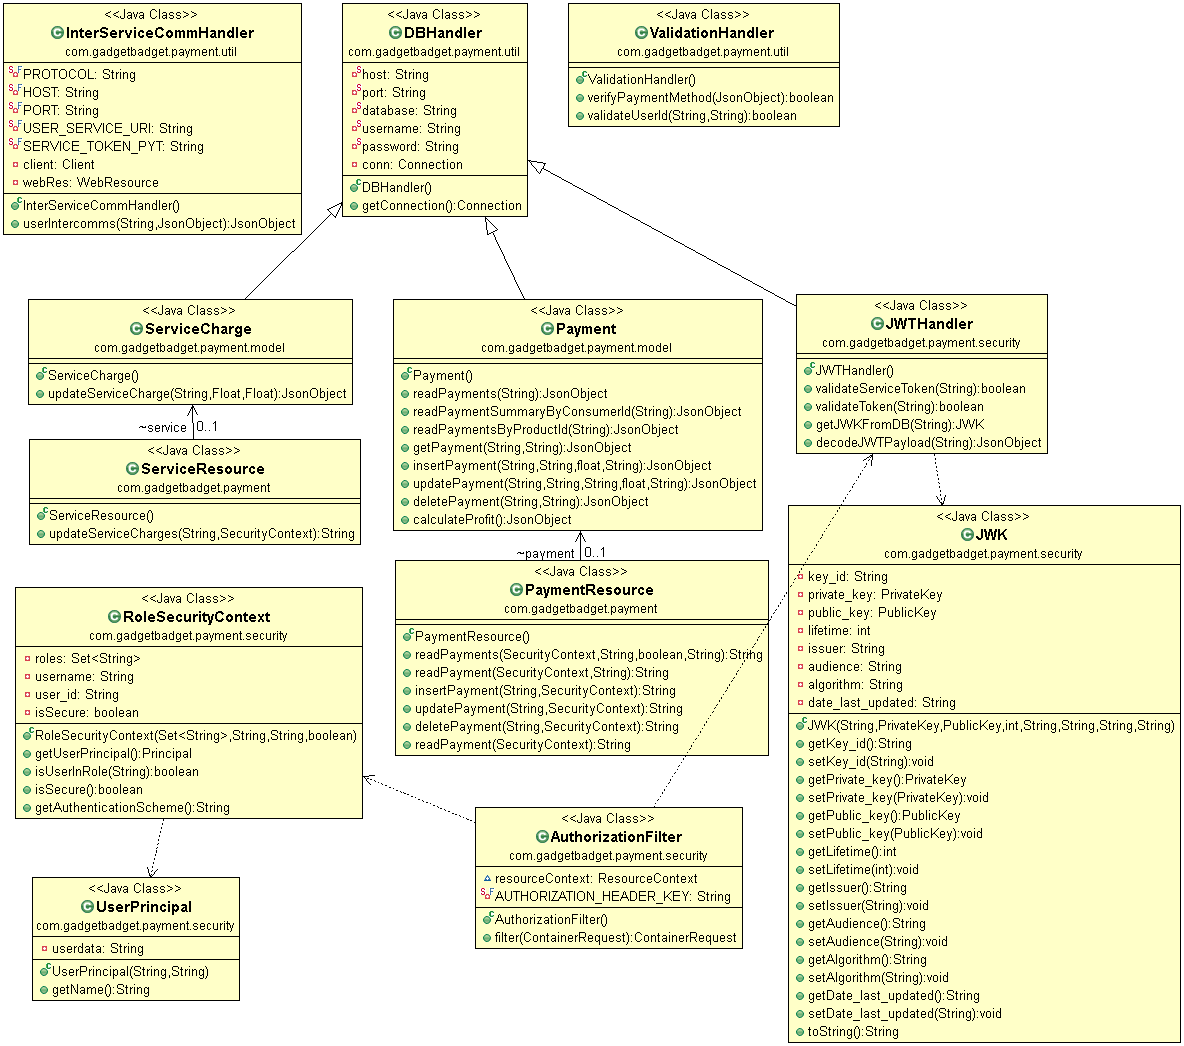 <<Java Class>>
InterServiceCommHandler
com.gadgetbadget.payment.util
PROTOCOL: String
HOST: String
PORT: String
USER_SERVICE_URI: String
SERVICE_TOKEN_PYT: String
client: Client
webRes: WebResource
InterServiceCommHandler()
userIntercomms(String,JsonObject):JsonObject
<<Java Class>>
DBHandler
com.gadgetbadget.payment.util
host: String
port: String
database: String
username: String
password: String
conn: Connection
DBHandler()
getConnection():Connection
<<Java Class>>
ValidationHandler
com.gadgetbadget.payment.util
ValidationHandler()
verifyPaymentMethod(JsonObject):boolean
validateUserId(String,String):boolean
<<Java Class>>
ServiceCharge
com.gadgetbadget.payment.model
ServiceCharge()
updateServiceCharge(String,Float,Float):JsonObject
<<Java Class>>
Payment
com.gadgetbadget.payment.model
Payment()
readPayments(String):JsonObject
readPaymentSummaryByConsumerId(String):JsonObject
readPaymentsByProductId(String):JsonObject
getPayment(String,String):JsonObject
insertPayment(String,String,float,String):JsonObject
updatePayment(String,String,String,float,String):JsonObject
deletePayment(String,String):JsonObject
calculateProfit():JsonObject
<<Java Class>>
JWTHandler
com.gadgetbadget.payment.security
JWTHandler()
validateServiceToken(String):boolean
validateToken(String):boolean
getJWKFromDB(String):JWK
decodeJWTPayload(String):JsonObject
~service 0..1
<<Java Class>>
ServiceResource
com.gadgetbadget.payment
ServiceResource()
updateServiceCharges(String,SecurityContext):String
~payment 0..1
<<Java Class>>
PaymentResource
com.gadgetbadget.payment
PaymentResource()
readPayments(SecurityContext,String,boolean,String):String
readPayment(SecurityContext,String):String
insertPayment(String,SecurityContext):String
updatePayment(String,SecurityContext):String
deletePayment(String,SecurityContext):String
readPayment(SecurityContext):String
<<Java Class>>
JWK
com.gadgetbadget.payment.security
key_id: String
private_key: PrivateKey
public_key: PublicKey
lifetime: int
issuer: String
audience: String
algorithm: String
date_last_updated: String
JWK(String,PrivateKey,PublicKey,int,String,String,String,String)
getKey_id():String
setKey_id(String):void
getPrivate_key():PrivateKey
setPrivate_key(PrivateKey):void
getPublic_key():PublicKey
setPublic_key(PublicKey):void
getLifetime():int
setLifetime(int):void
getIssuer():String
setIssuer(String):void
getAudience():String
setAudience(String):void
getAlgorithm():String
setAlgorithm(String):void
getDate_last_updated():String
setDate_last_updated(String):void
toString():String
<<Java Class>>
RoleSecurityContext
com.gadgetbadget.payment.security
roles: Set<String>
username: String
user_id: String
isSecure: boolean
RoleSecurityContext(Set<String>,String,String,boolean)
getUserPrincipal():Principal
isUserInRole(String):boolean
isSecure():boolean
getAuthenticationScheme():String
<<Java Class>>
AuthorizationFilter
com.gadgetbadget.payment.security
resourceContext: ResourceContext
AUTHORIZATION_HEADER_KEY: String
AuthorizationFilter()
filter(ContainerRequest):ContainerRequest
<<Java Class>>
UserPrincipal
com.gadgetbadget.payment.security
userdata: String
UserPrincipal(String,String)
getName():String